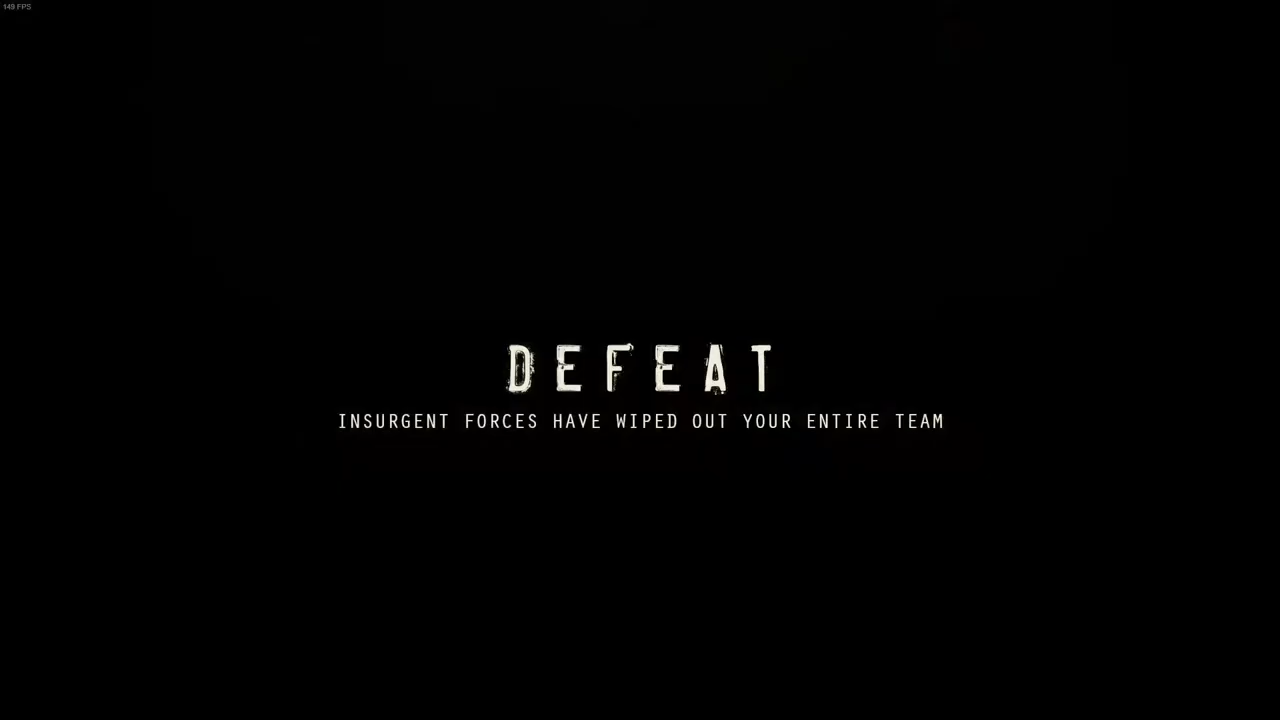 149 FPS
DEFEAT
INSURGENT FORCES HAVE WIPED OUT YOUR ENTIRE TEAM